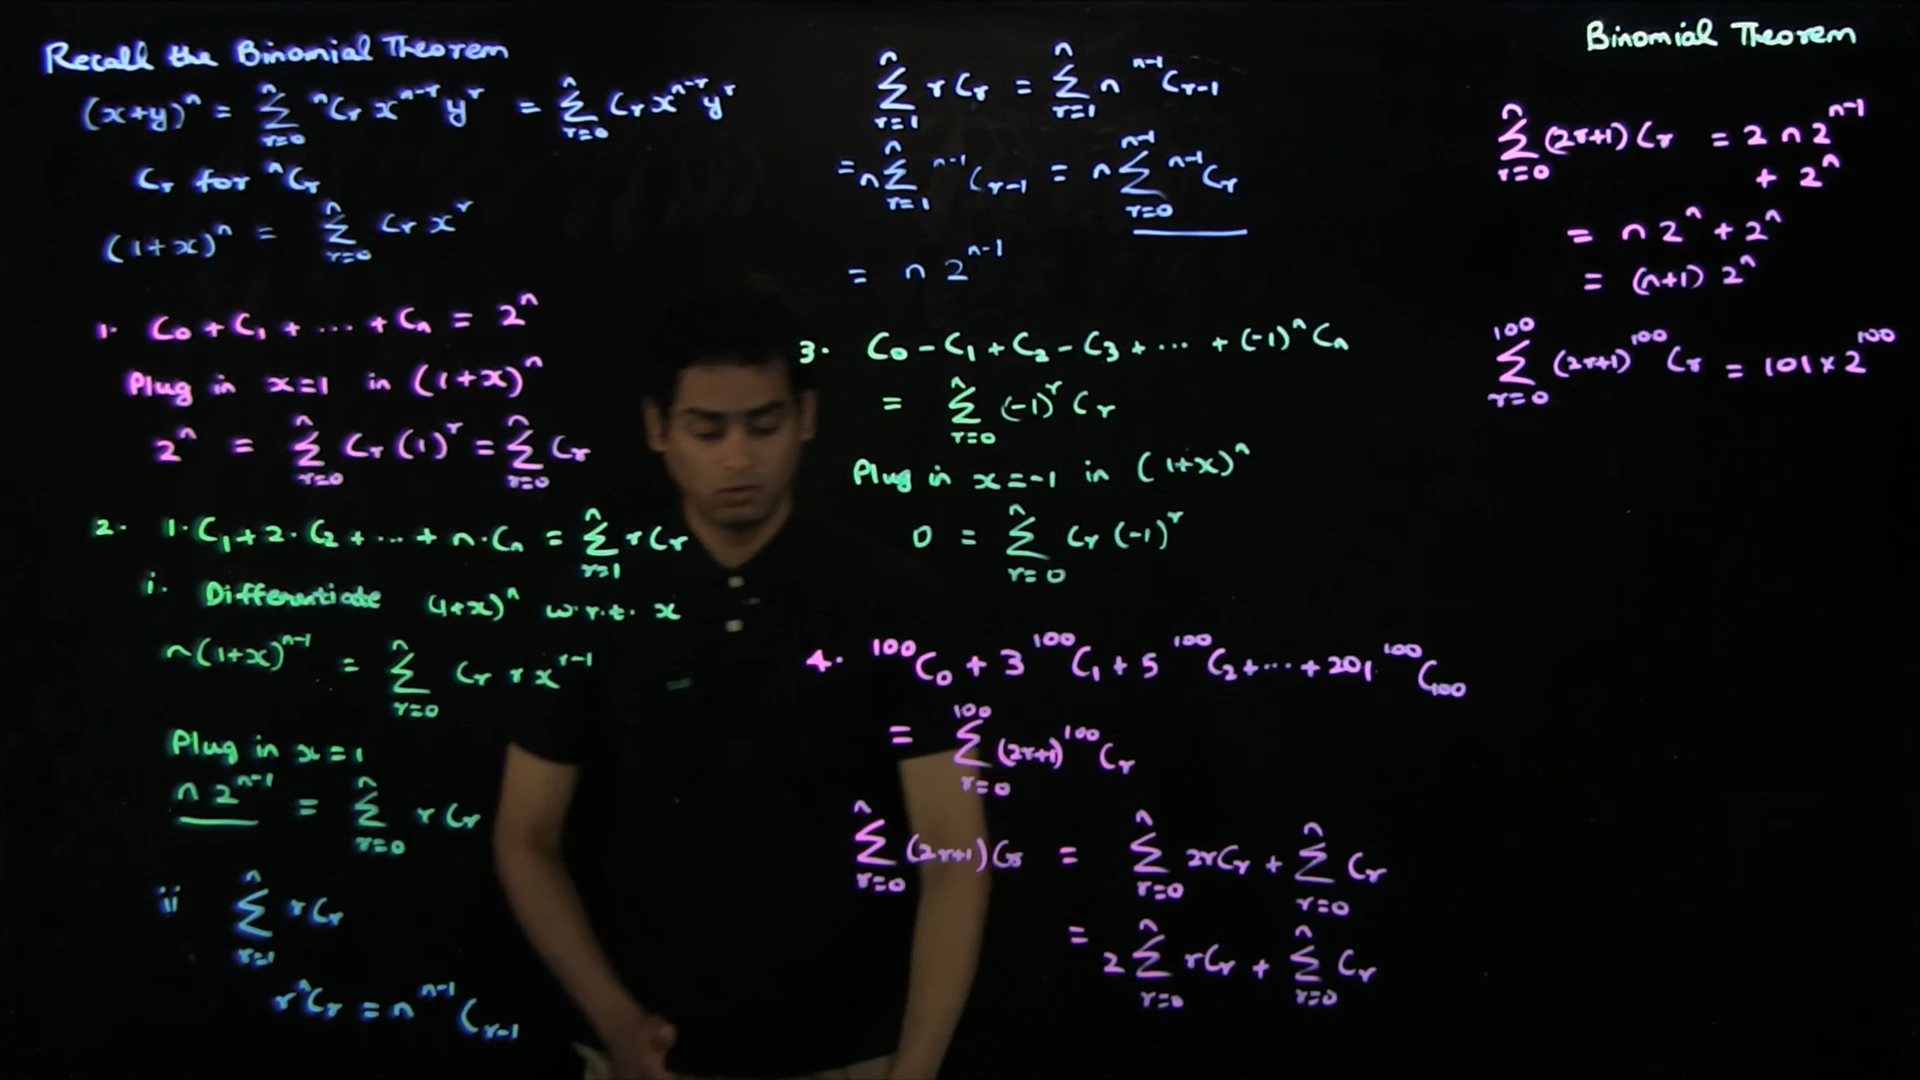 Recall the Binomial Theorem
(x+y)^n = Σ_{r=0}^{n} ^nC_r x^{n-r} y^r = Σ_{r=0}^{n} C_r x^{n-r} y^r
C_r for ^nC_r
(1+x)^n = Σ_{r=0}^{n} C_r x^r
1. C_0 + C_1 + ... + C_n = 2^n
Plug in x=1 in (1+x)^n
2^n = Σ_{r=0}^{n} C_r (1)^r = Σ_{r=0}^{n} C_r
2. 1·C_1 + 2·C_2 + ... + n·C_n = Σ_{r=1}^{n} r C_r
i. Differentiate (1+x)^n w.r.t. x
n(1+x)^{n-1} = Σ_{r=0}^{n} C_r r x^{r-1}
Plug in x=1
n 2^{n-1} = Σ_{r=0}^{n} r C_r
ii Σ_{r=1}^{n} r C_r
r ^nC_r = n ^{n-1}C_{r-1}
Σ_{r=1}^{n} r C_r = Σ_{r=1}^{n} n ^{n-1}C_{r-1}
= n Σ_{r=1}^{n} ^{n-1}C_{r-1} = n Σ_{r=0}^{n-1} ^{n-1}C_r
= n 2^{n-1}
3. C_0 - C_1 + C_2 - C_3 + ... + (-1)^n C_n
= Σ_{r=0}^{n} (-1)^r C_r
Plug in x=-1 in (1+x)^n
0 = Σ_{r=0}^{n} C_r (-1)^r
4. ^{100}C_0 + 3 ^{100}C_1 + 5 ^{100}C_2 + ... + 201 ^{100}C_{100}
= Σ_{r=0}^{100} (2r+1) ^{100}C_r
Σ_{r=0}^{n} (2r+1) C_r = Σ_{r=0}^{n} 2r C_r + Σ_{r=0}^{n} C_r
= 2 Σ_{r=0}^{n} r C_r + Σ_{r=0}^{n} C_r
Binomial Theorem
Σ_{r=0}^{n} (2r+1) C_r = 2 n 2^{n-1}
+ 2^n
= n 2^n + 2^n
= (n+1) 2^n
Σ_{r=0}^{100} (2r+1) ^{100}C_r = 101 × 2^{100}